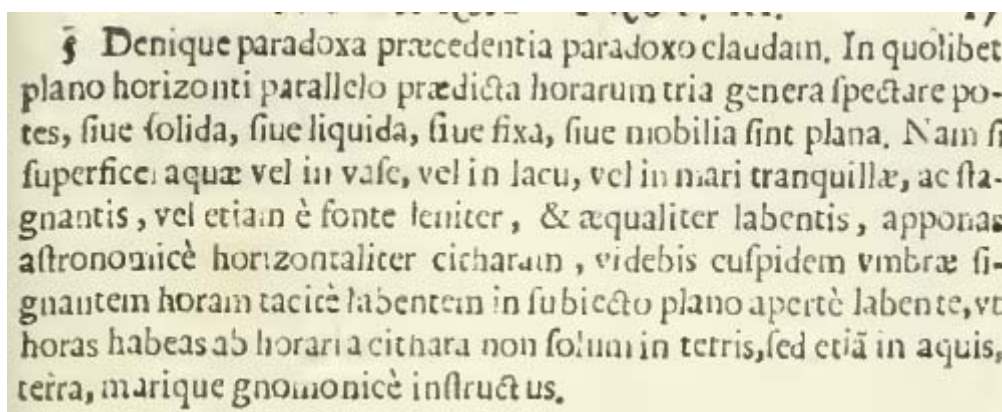 § Denique paradoxa præcedentia paradoxo claudam. In quolibet
plano horizonti parallelo prædicta horarum tria genera ſpectare po-
tes, ſiue ſolida, ſiue liquida, ſiue fixa, ſiue mobilia ſint plana. Nam ſi
ſuperficei aquæ vel in vaſe, vel in lacu, vel in mari tranquillæ, ac ſta-
gnantis, vel etiam è fonte leniter, & æqualiter labentis, apponas
aſtronomicè horizontaliter citharam, videbis cuſpidem vmbræ ſi-
gnantem horam tacitè labentem in ſubiecto plano apertè labente, vt
horas habeas ab horaria cithara non ſolum in terris, ſed etiã in aquis,
terra, marique gnomonicè inſtructus.